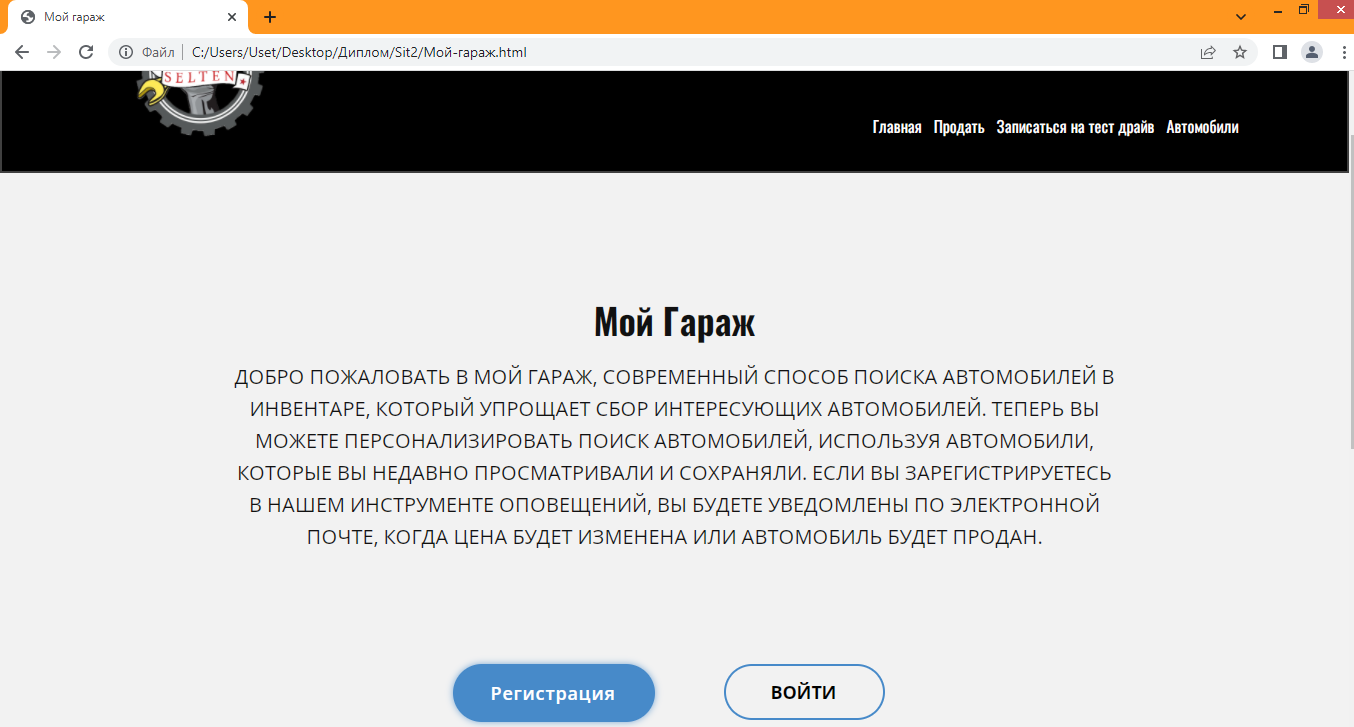 Мой гараж
Файл
C:/Users/Uset/Desktop/Диплом/Sit2/Мой-гараж.html
SELTEN
Главная Продать Записаться на тест драйв Автомобили
Мой Гараж
ДОБРО ПОЖАЛОВАТЬ В МОЙ ГАРАЖ, СОВРЕМЕННЫЙ СПОСОБ ПОИСКА АВТОМОБИЛЕЙ В
ИНВЕНТАРЕ, КОТОРЫЙ УПРОЩАЕТ СБОР ИНТЕРЕСУЮЩИХ АВТОМОБИЛЕЙ. ТЕПЕРЬ ВЫ
МОЖЕТЕ ПЕРСОНАЛИЗИРОВАТЬ ПОИСК АВТОМОБИЛЕЙ, ИСПОЛЬЗУЯ АВТОМОБИЛИ,
КОТОРЫЕ ВЫ НЕДАВНО ПРОСМАТРИВАЛИ И СОХРАНЯЛИ. ЕСЛИ ВЫ ЗАРЕГИСТРИРУЕТЕСЬ
В НАШЕМ ИНСТРУМЕНТЕ ОПОВЕЩЕНИЙ, ВЫ БУДЕТЕ УВЕДОМЛЕНЫ ПО ЭЛЕКТРОННОЙ
ПОЧТЕ, КОГДА ЦЕНА БУДЕТ ИЗМЕНЕНА ИЛИ АВТОМОБИЛЬ БУДЕТ ПРОДАН.
Регистрация
ВОЙТИ